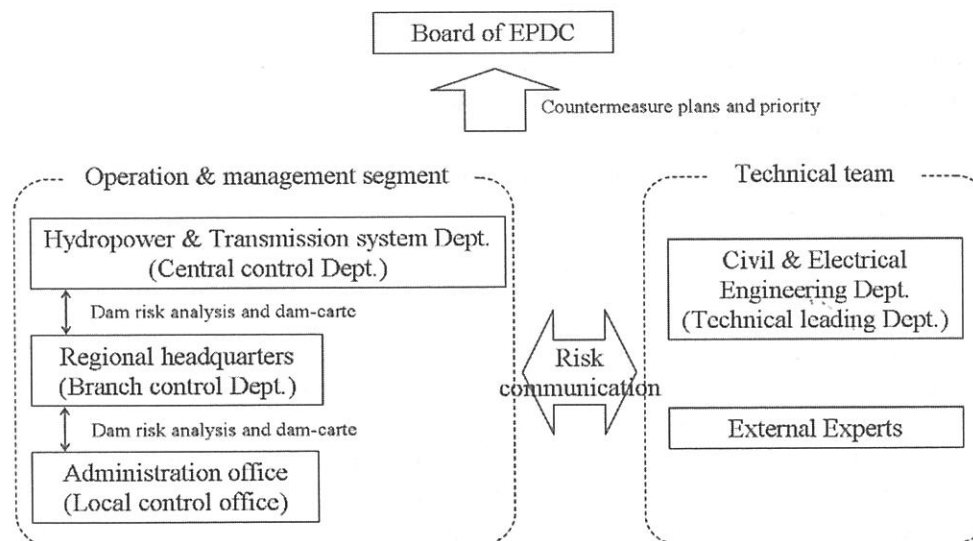 Board of EPDC
Countermeasure plans and priority
Operation & management segment
Hydropower & Transmission system Dept.
(Central control Dept.)
Dam risk analysis and dam-carte
Regional headquarters
(Branch control Dept.)
Dam risk analysis and dam-carte
Administration office
(Local control office)
Risk
communication
Technical team
Civil & Electrical
Engineering Dept.
(Technical leading Dept.)
External Experts